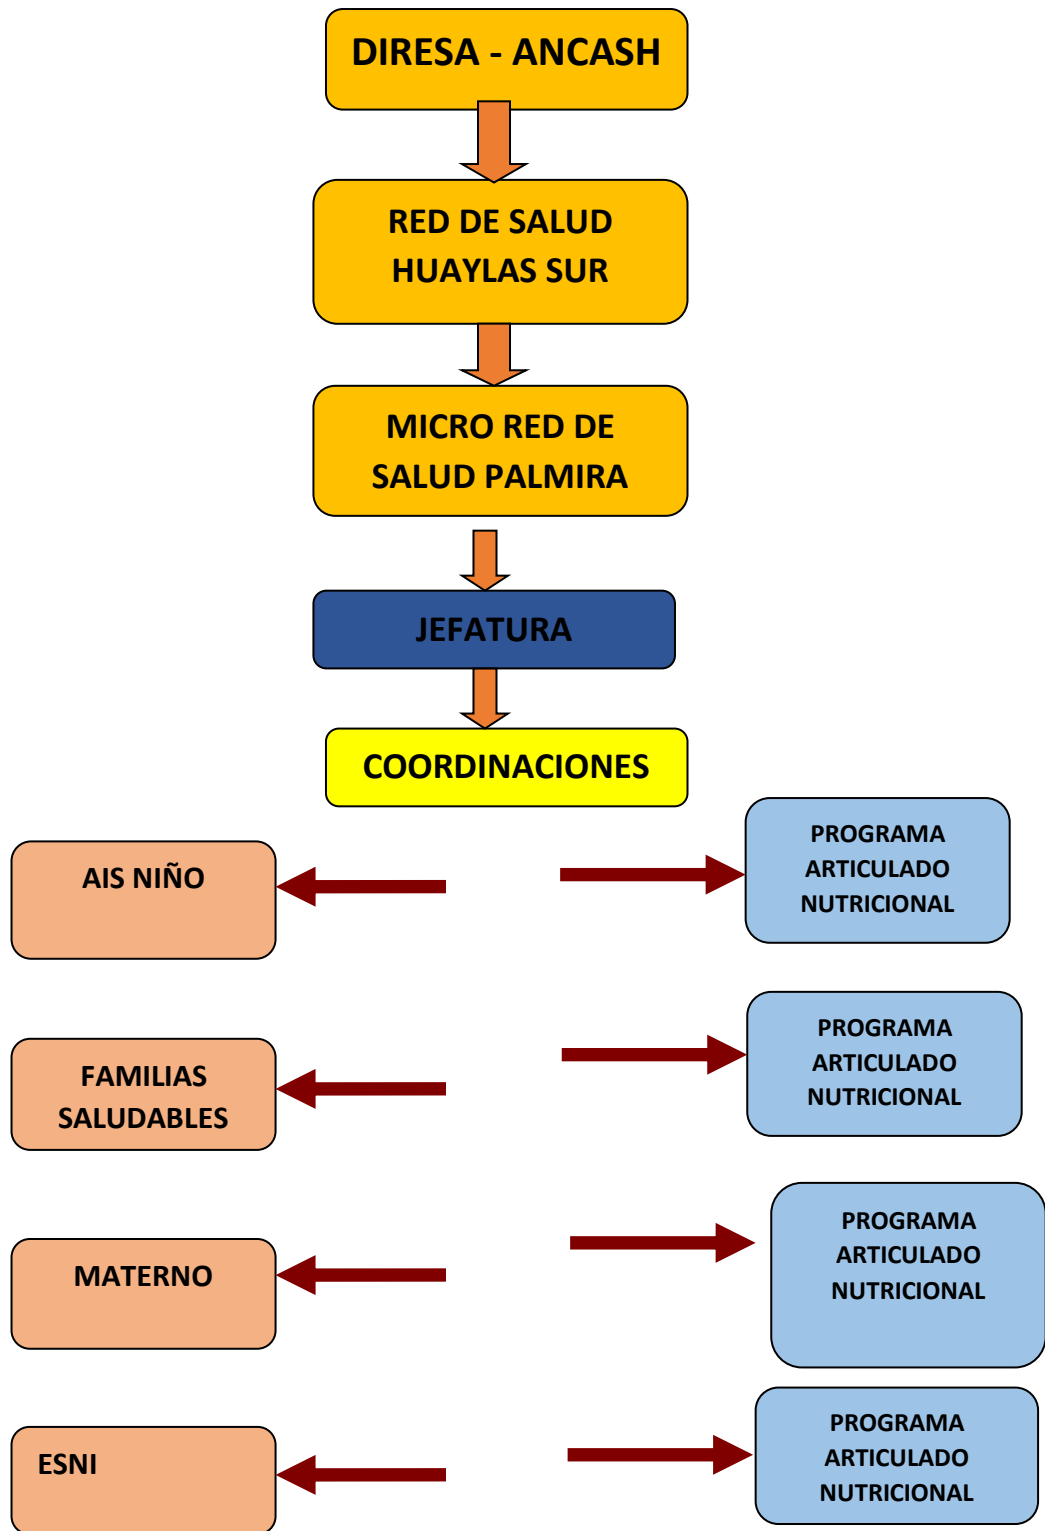 DIRESA - ANCASH
RED DE SALUD
HUAYLAS SUR
MICRO RED DE
SALUD PALMIRA
JEFATURA
COORDINACIONES
AIS NIÑO
PROGRAMA
ARTICULADO
NUTRICIONAL
FAMILIAS
SALUDABLES
PROGRAMA
ARTICULADO
NUTRICIONAL
MATERNO
PROGRAMA
ARTICULADO
NUTRICIONAL
ESNI
PROGRAMA
ARTICULADO
NUTRICIONAL